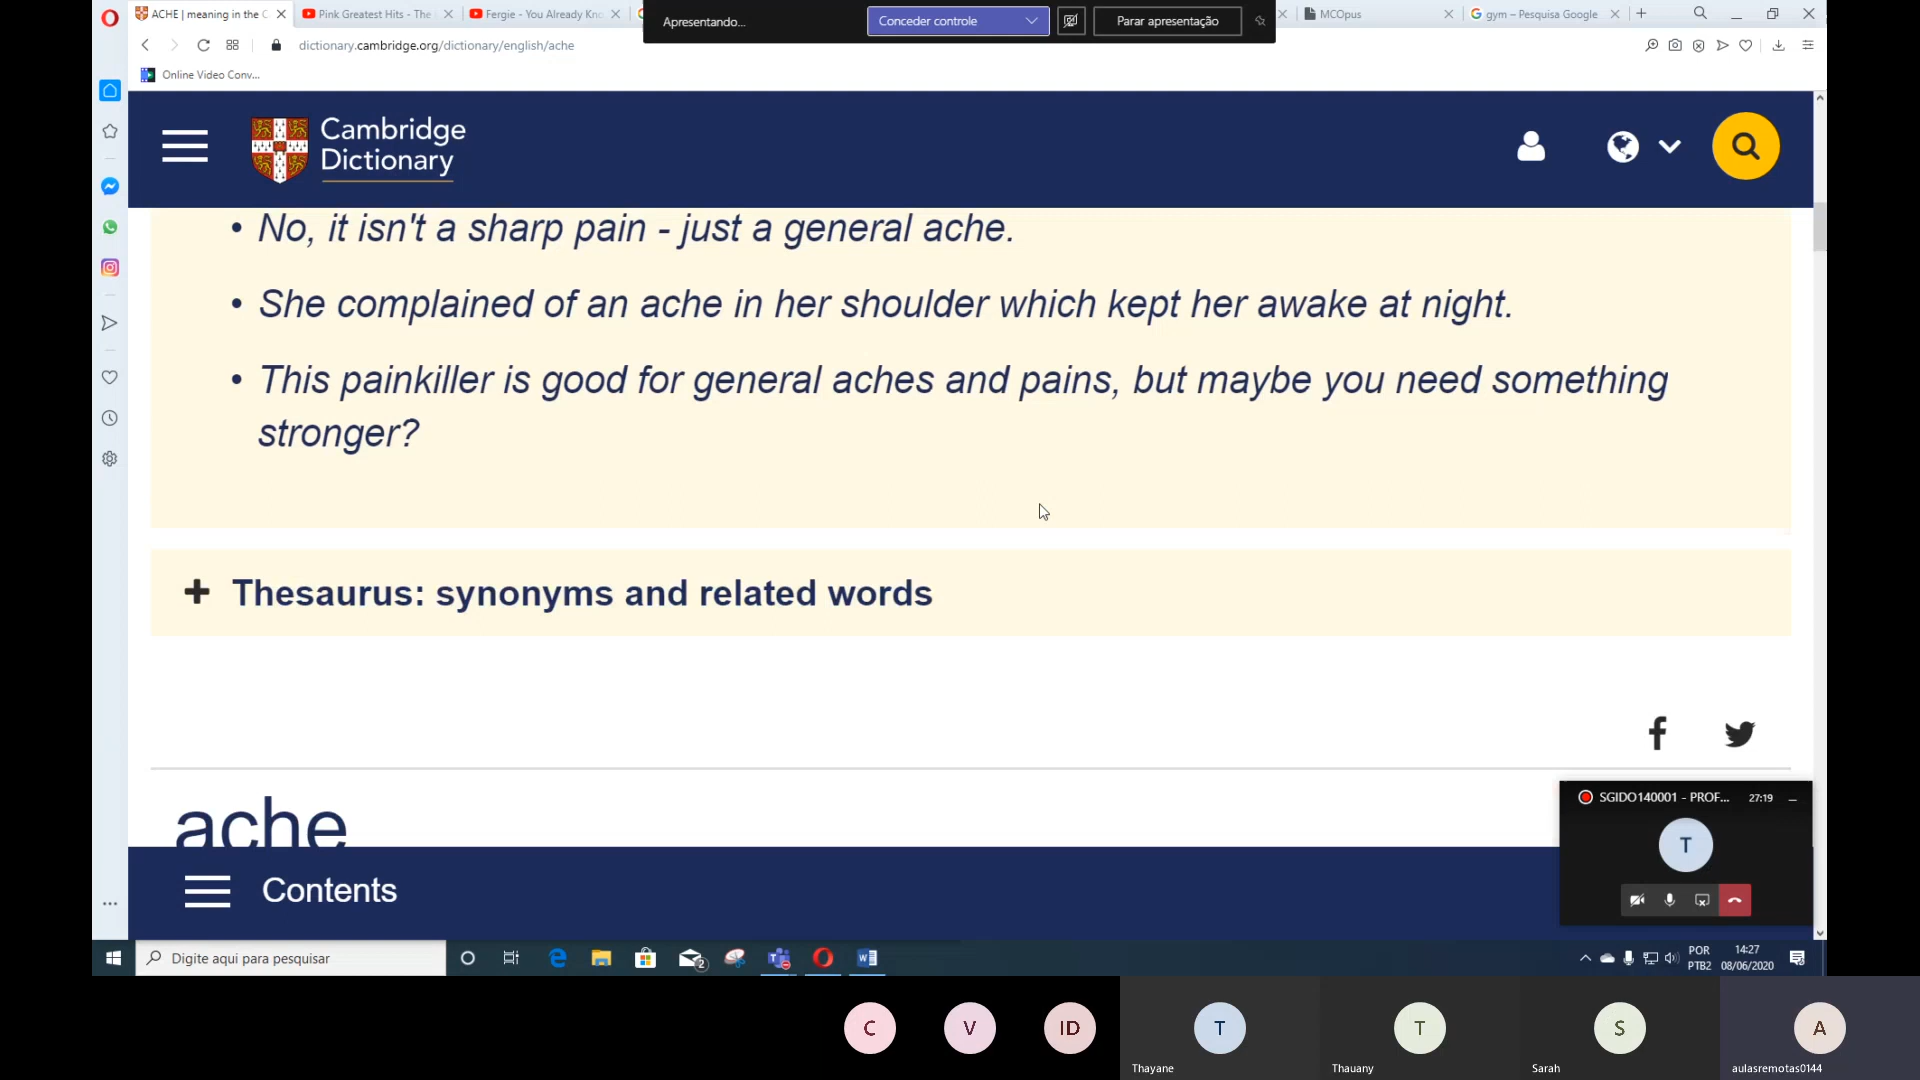 ACHE | meaning in the C
Pink Greatest Hits - The
Fergie - You Already Kno
MCOpus
gym – Pesquisa Google
Apresentando...
Conceder controle
Parar apresentação
dictionary.cambridge.org/dictionary/english/ache
Online Video Conv...
Cambridge
Dictionary
• No, it isn't a sharp pain - just a general ache.
• She complained of an ache in her shoulder which kept her awake at night.
• This painkiller is good for general aches and pains, but maybe you need something
stronger?
+ Thesaurus: synonyms and related words
ache
SGIDO140001 - PROF...
27:19
T
Contents
Digite aqui para pesquisar
2
POR
PTB2
14:27
08/06/2020
C
V
ID
T
T
S
A
Thayane
Thauany
Sarah
aulasremotas0144